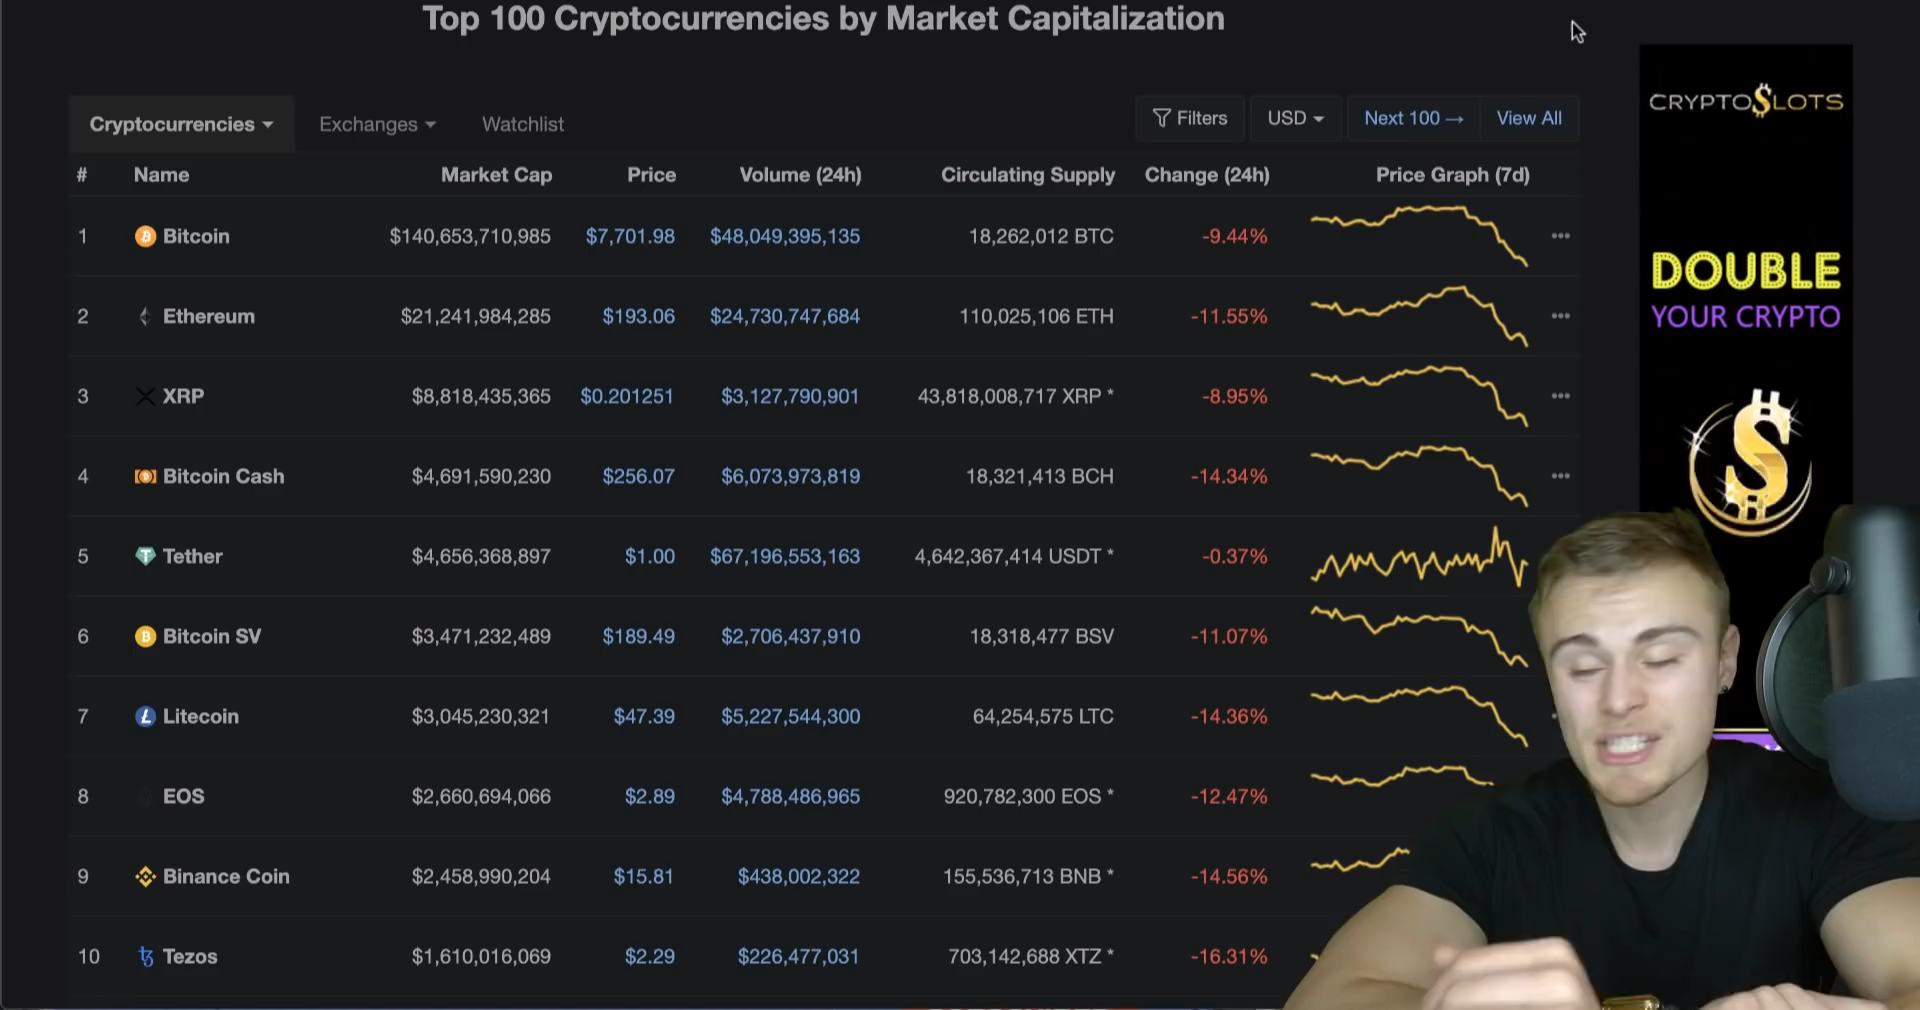 Top 100 Cryptocurrencies by Market Capitalization
Cryptocurrencies Exchanges Watchlist Filters USD Next 100 → View All
# Name Market Cap Price Volume (24h) Circulating Supply Change (24h) Price Graph (7d)
1 Bitcoin $140,653,710,985 $7,701.98 $48,049,395,135 18,262,012 BTC -9.44%
2 Ethereum $21,241,984,285 $193.06 $24,730,747,684 110,025,106 ETH -11.55%
3 XRP $8,818,435,365 $0.201251 $3,127,790,901 43,818,008,717 XRP * -8.95%
4 Bitcoin Cash $4,691,590,230 $256.07 $6,073,973,819 18,321,413 BCH -14.34%
5 Tether $4,656,368,897 $1.00 $67,196,553,163 4,642,367,414 USDT * -0.37%
6 Bitcoin SV $3,471,232,489 $189.49 $2,706,437,910 18,318,477 BSV -11.07%
7 Litecoin $3,045,230,321 $47.39 $5,227,544,300 64,254,575 LTC -14.36%
8 EOS $2,660,694,066 $2.89 $4,788,486,965 920,782,300 EOS * -12.47%
9 Binance Coin $2,458,990,204 $15.81 $438,002,322 155,536,713 BNB * -14.56%
10 Tezos $1,610,016,069 $2.29 $226,477,031 703,142,688 XTZ * -16.31%
CRYPTO$LOTS
DOUBLE
YOUR CRYPTO